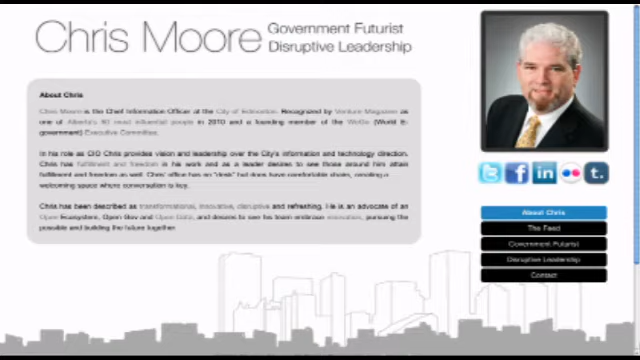 Chris Moore
Government Futurist
Disruptive Leadership
About Chris
Chris Moore is the Chief Information Officer at the City of Edmonton. Recognized by Venture Magazine as
one of Alberta's 50 most influential people in 2010 and a founding member of the WeGo (World E-
government) Executive Committee.
In his role as CIO Chris provides vision and leadership over the City's information and technology direction.
Chris has fulfillment and freedom in his work and as a leader desires to see those around him attain
fulfillment and freedom as well. Chris' office has no "desk" but does have comfortable chairs, creating a
welcoming space where conversation is key.
Chris has been described as transformational, innovative, disruptive and refreshing. He is an advocate of an
Open Ecosystem, Open Gov and Open Data, and desires to see his team embrace innovation, pursuing the
possible and building the future together.
in
t.
About Chris
The Feed
Government Futurist
Disruptive Leadership
Contact